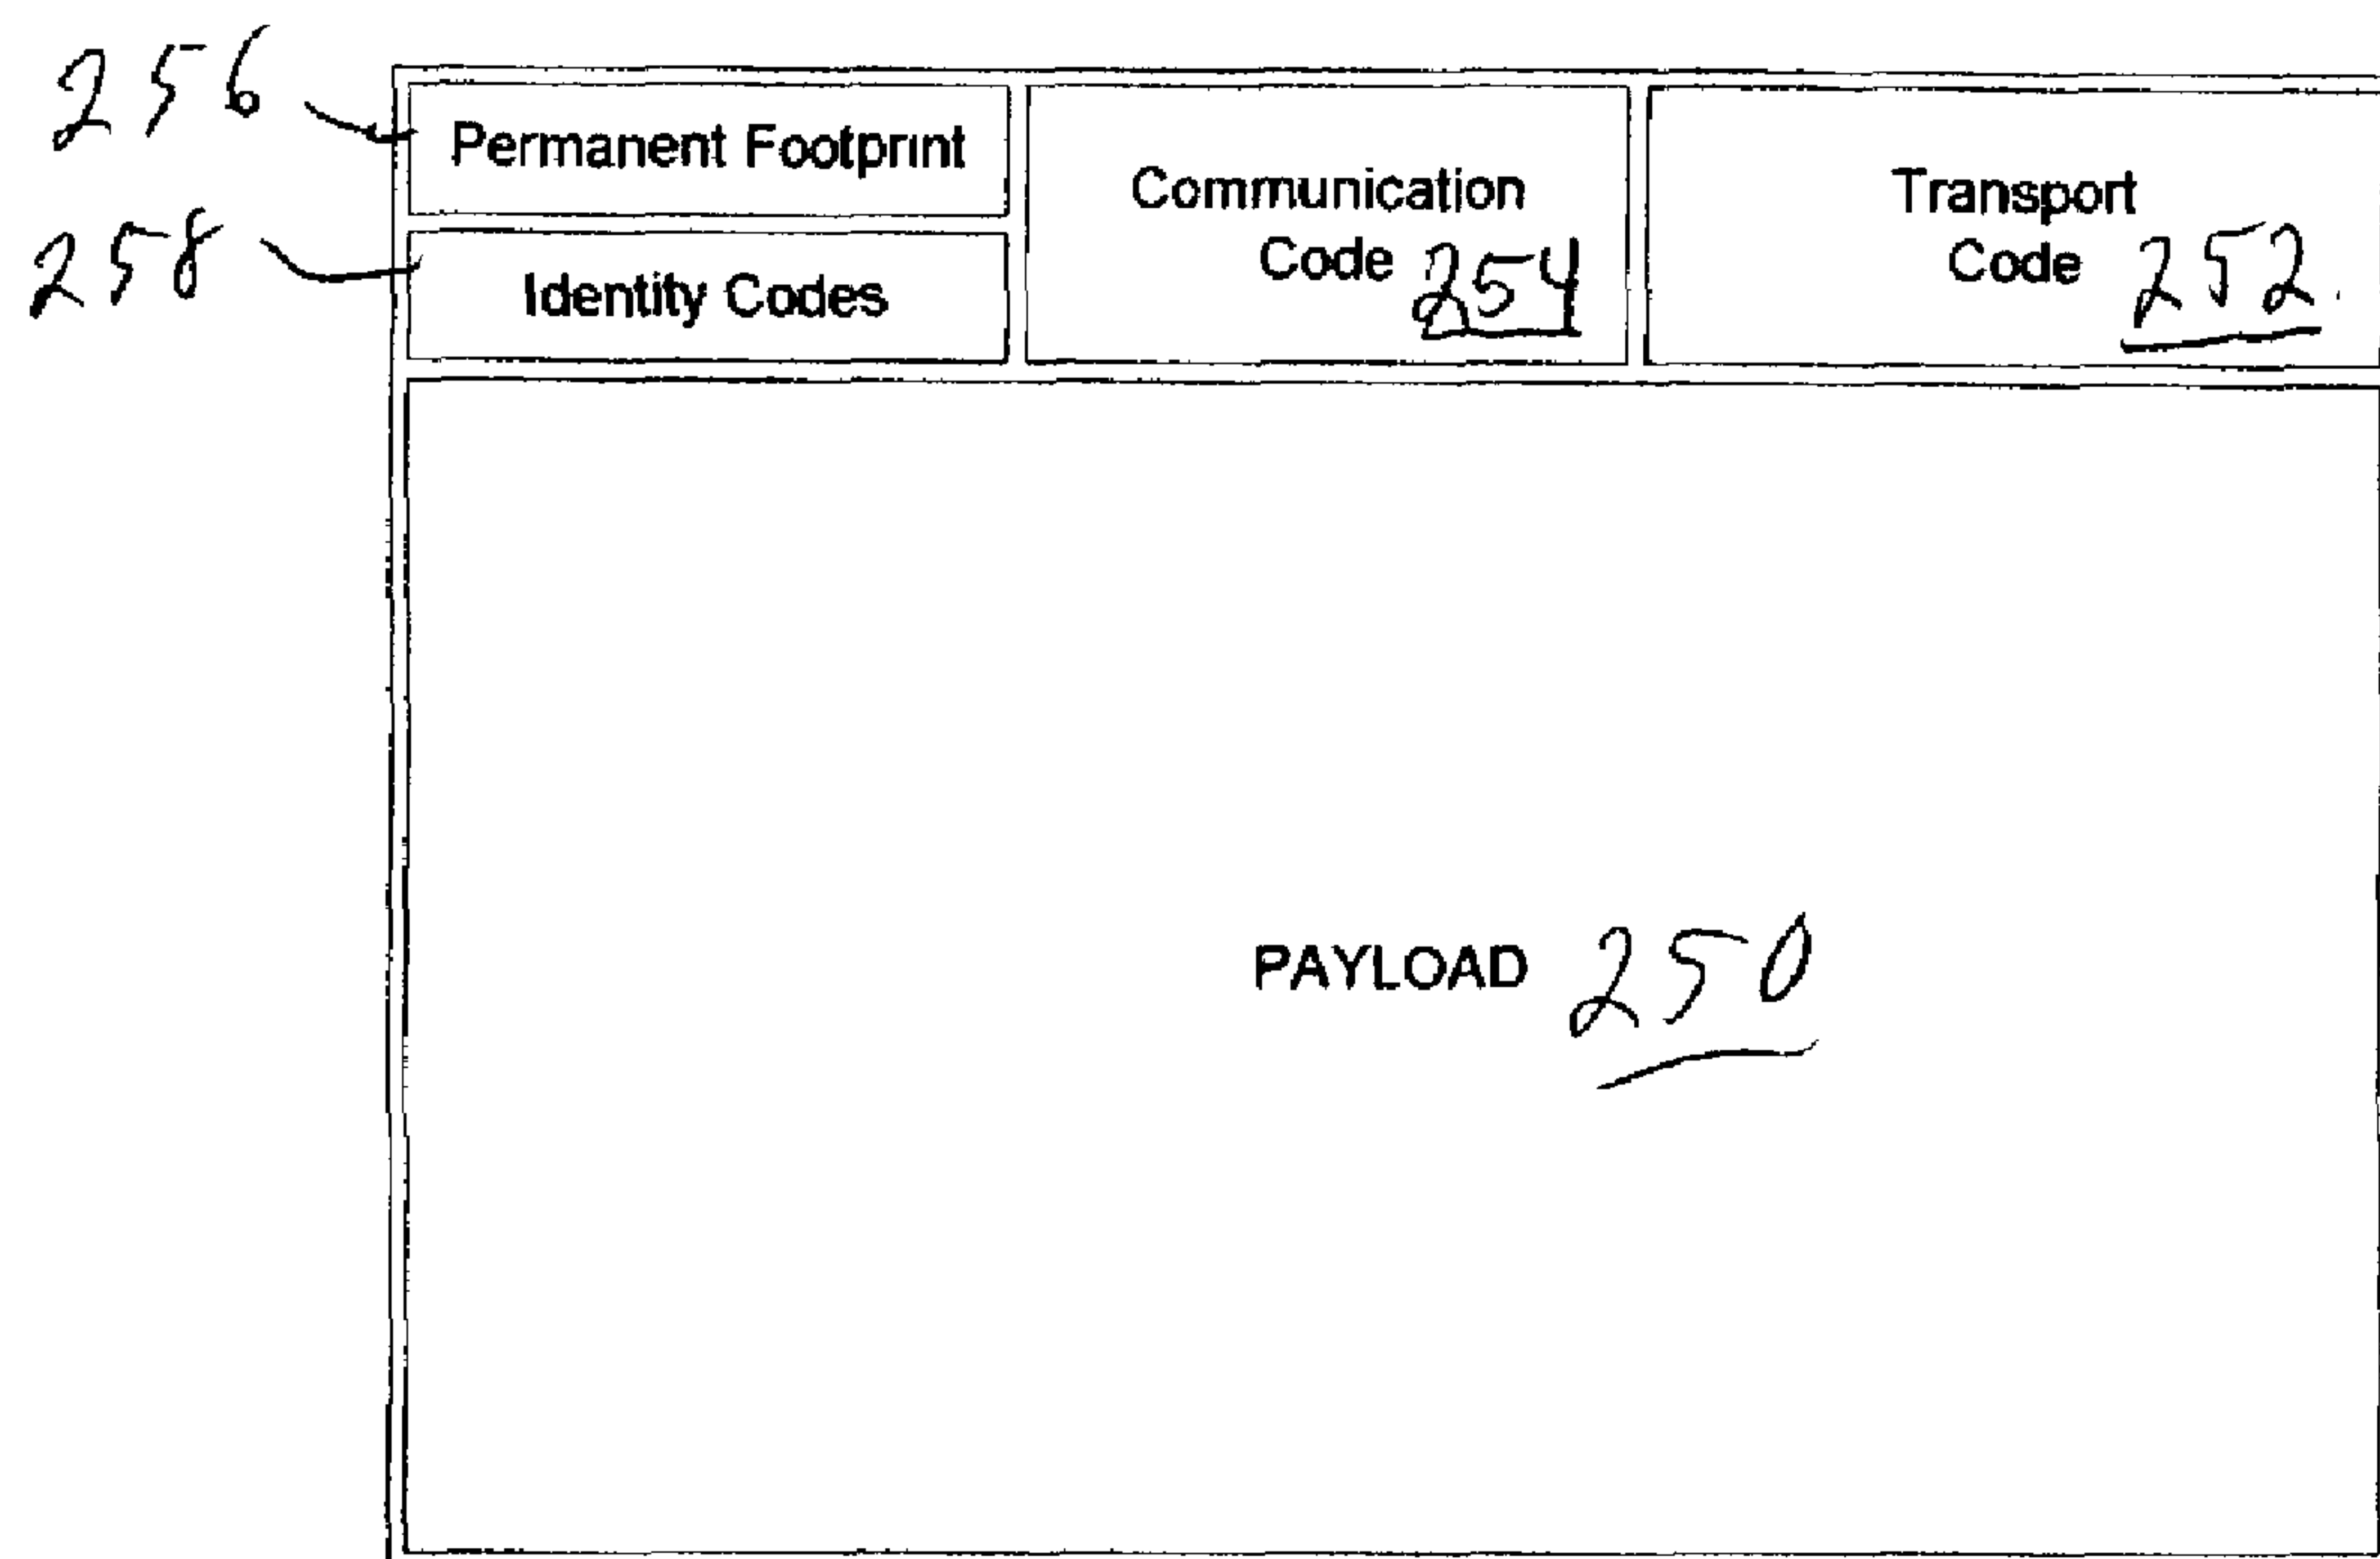 256
Permanent Footprint
258
Identity Codes
Communication
Code 254
Transport
Code 252
PAYLOAD 250